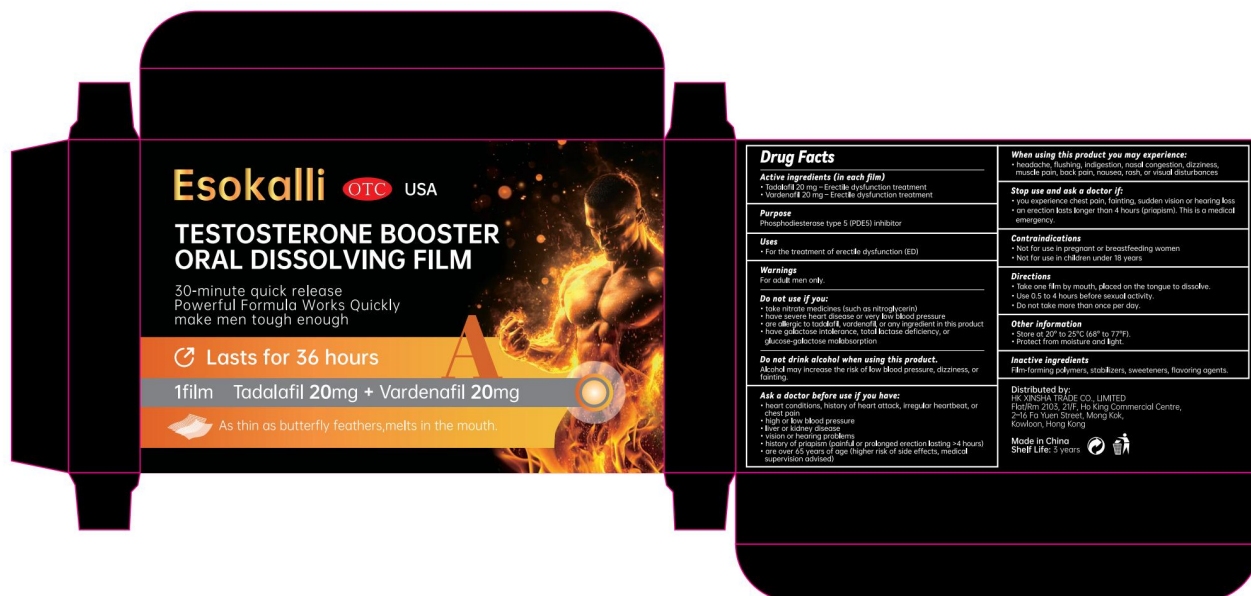 Esokalli OTC USA
TESTOSTERONE BOOSTER
ORAL DISSOLVING FILM
30-minute quick release
Powerful Formula Works Quickly
make men tough enough
A
Lasts for 36 hours
1film Tadalafil 20mg + Vardenafil 20mg
As thin as butterfly feathers,melts in the mouth.
Drug Facts
Active ingredients (in each film)
• Tadalafil 20 mg – Erectile dysfunction treatment
• Vardenafil 20 mg – Erectile dysfunction treatment
Purpose
Phosphodiesterase type 5 (PDE5) inhibitor
Uses
• For the treatment of erectile dysfunction (ED)
Warnings
For adult men only.
Do not use if you:
• take nitrate medicines (such as nitroglycerin)
• have severe heart disease or very low blood pressure
• are allergic to tadalafil, vardenafil, or any ingredient in this product
• have galactose intolerance, total lactase deficiency, or
glucose-galactose malabsorption
Do not drink alcohol when using this product.
Alcohol may increase the risk of low blood pressure, dizziness, or
fainting.
Ask a doctor before use if you have:
• heart conditions, history of heart attack, irregular heartbeat, or
chest pain
• high or low blood pressure
• liver or kidney disease
• vision or hearing problems
• history of priapism (painful or prolonged erection lasting >4 hours)
• are over 65 years of age (higher risk of side effects, medical
supervision advised)
When using this product you may experience:
• headache, flushing, indigestion, nasal congestion, dizziness,
muscle pain, back pain, nausea, rash, or visual disturbances
Stop use and ask a doctor if:
• you experience chest pain, fainting, sudden vision or hearing loss
• an erection lasts longer than 4 hours (priapism). This is a medical
emergency.
Contraindications
• Not for use in pregnant or breastfeeding women
• Not for use in children under 18 years
Directions
• Take one film by mouth, placed on the tongue to dissolve.
• Use 0.5 to 4 hours before sexual activity.
• Do not take more than once per day.
Other information
• Store at 20° to 25°C (68° to 77°F).
• Protect from moisture and light.
Inactive ingredients
Film-forming polymers, stabilizers, sweeteners, flavoring agents.
Distributed by:
HK XINSHA TRADE CO., LIMITED
Flat/Rm 2103, 21/F, Ho King Commercial Centre,
2-16 Fa Yuen Street, Mong Kok,
Kowloon, Hong Kong
Made in China
Shelf Life: 3 years